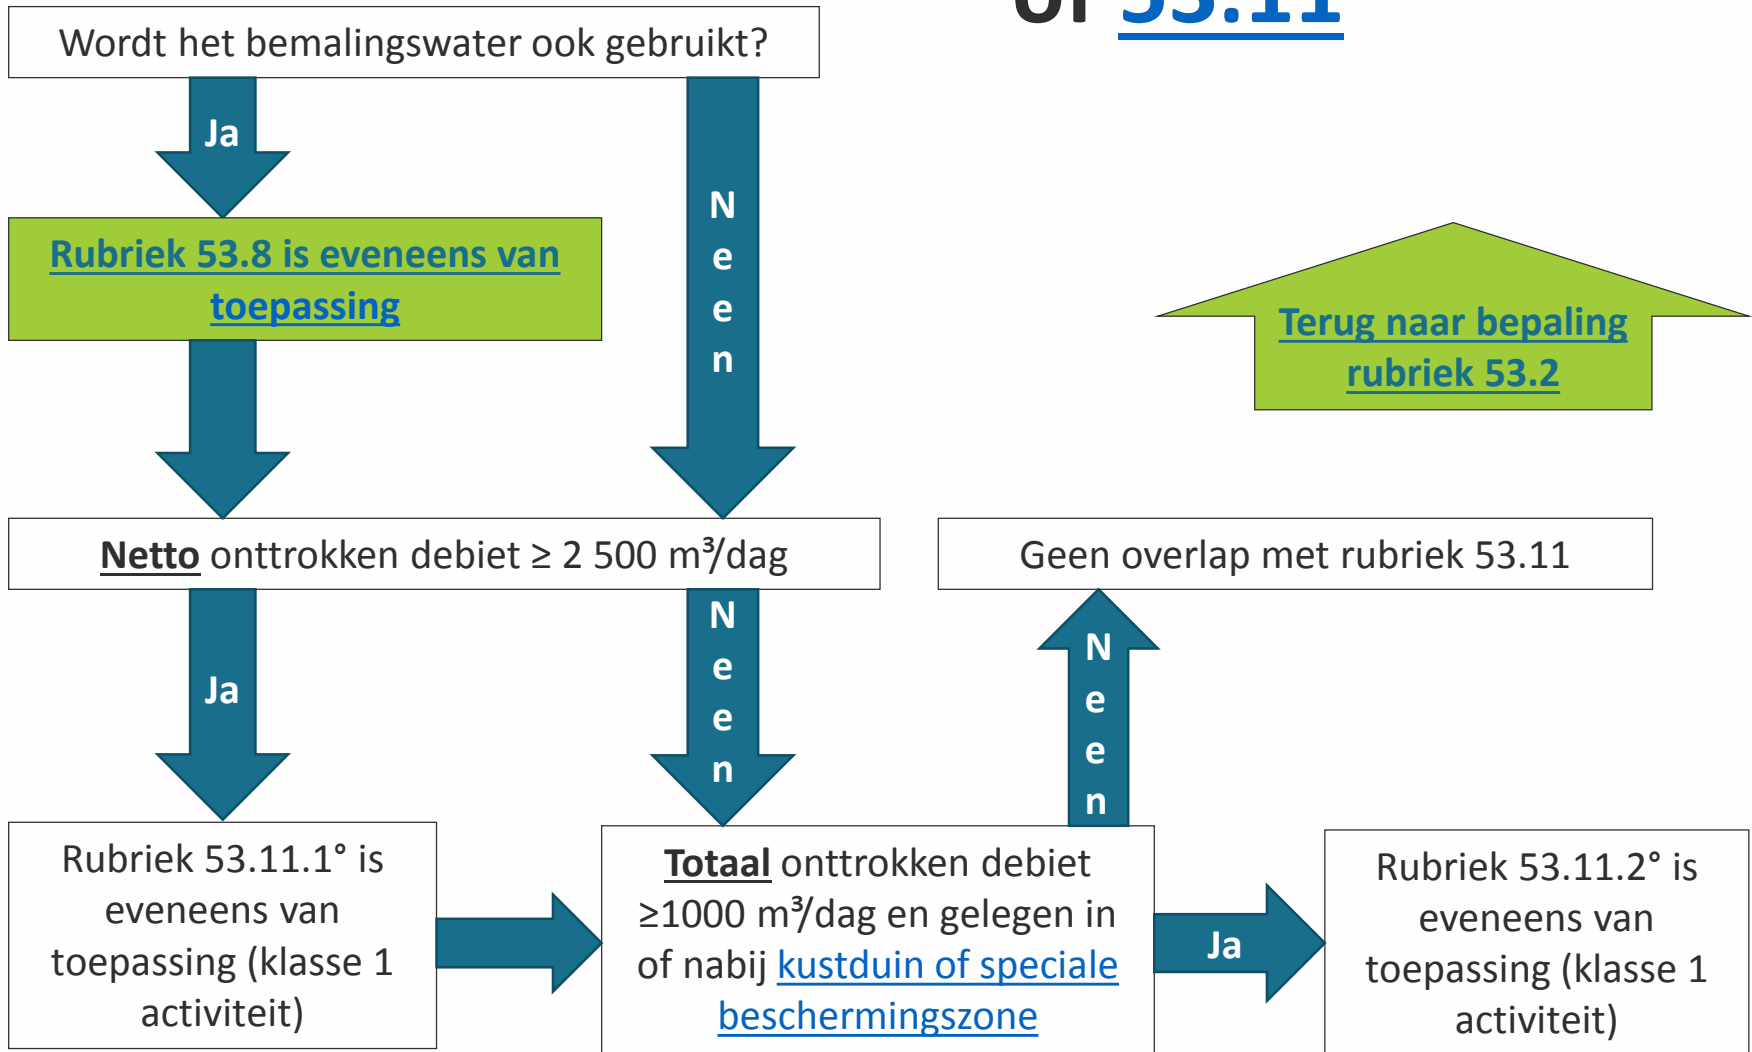 of 53.11
Wordt het bemalingswater ook gebruikt?
Ja
Neen
Rubriek 53.8 is eveneens van
toepassing
Terug naar bepaling
rubriek 53.2
Netto onttrokken debiet ≥ 2 500 m³/dag
Geen overlap met rubriek 53.11
Ja
Neen
Neen
Rubriek 53.11.1° is
eveneens van
toepassing (klasse 1
activiteit)
Totaal onttrokken debiet
≥1000 m³/dag en gelegen in
of nabij kustduin of speciale
beschermingszone
Ja
Rubriek 53.11.2° is
eveneens van
toepassing (klasse 1
activiteit)